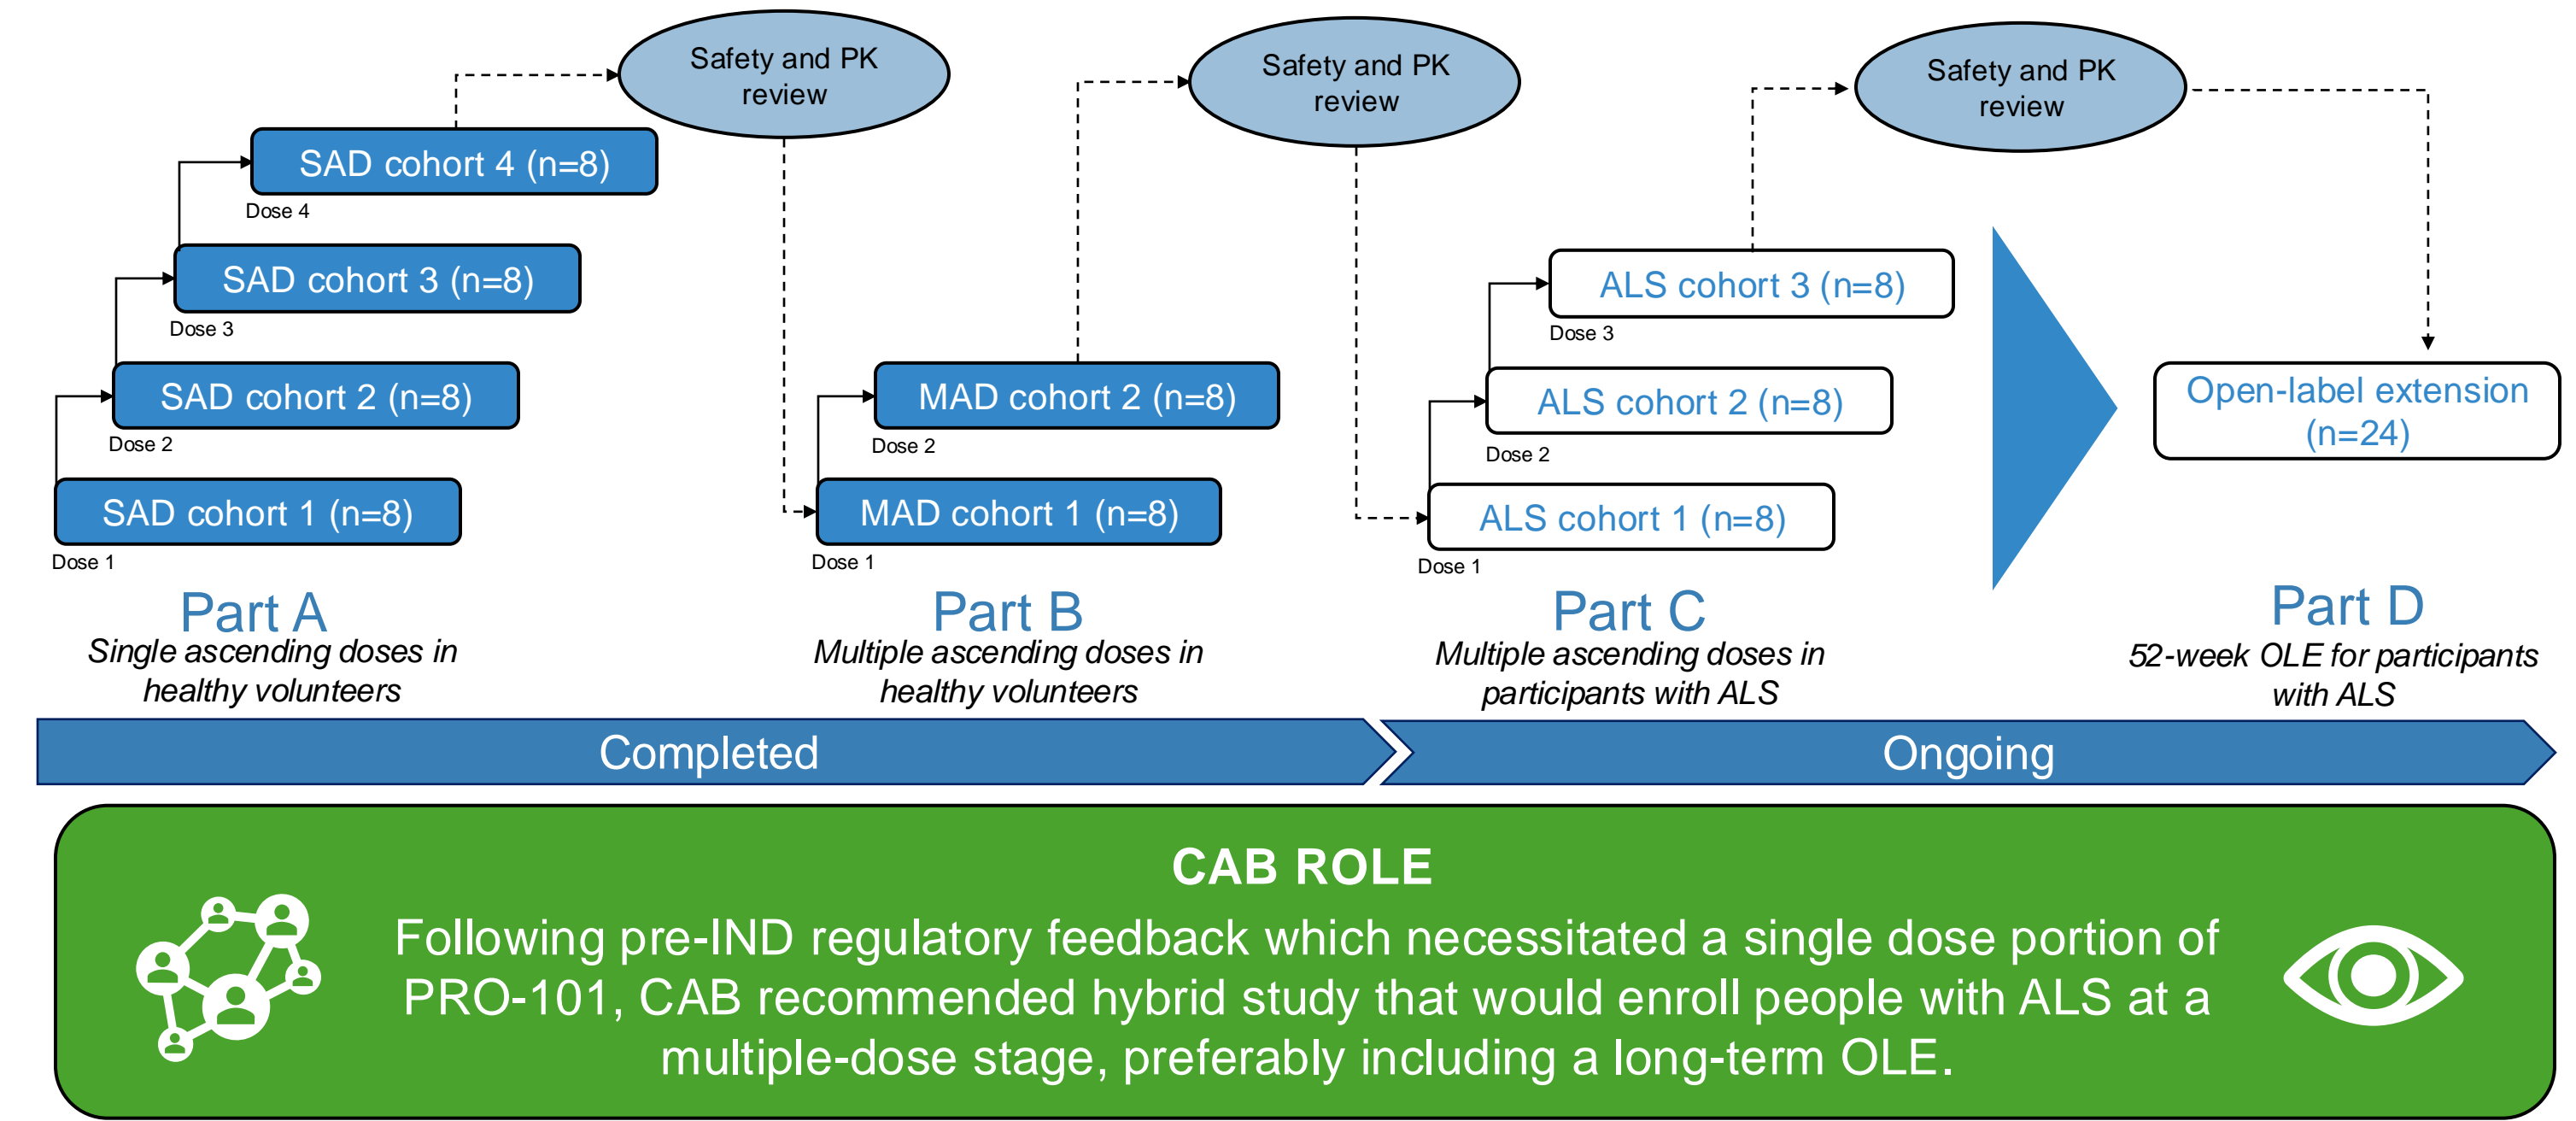 Safety and PK
review
SAD cohort 4 (n=8)
Dose 4
SAD cohort 3 (n=8)
Dose 3
SAD cohort 2 (n=8)
Dose 2
SAD cohort 1 (n=8)
Dose 1
Part A
Single ascending doses in
healthy volunteers
Safety and PK
review
MAD cohort 2 (n=8)
Dose 2
MAD cohort 1 (n=8)
Dose 1
Part B
Multiple ascending doses in
healthy volunteers
Safety and PK
review
ALS cohort 3 (n=8)
Dose 3
ALS cohort 2 (n=8)
Dose 2
ALS cohort 1 (n=8)
Dose 1
Part C
Multiple ascending doses in
participants with ALS
Open-label extension
(n=24)
Part D
52-week OLE for participants
with ALS
Completed
Ongoing
CAB ROLE
Following pre-IND regulatory feedback which necessitated a single dose portion of
PRO-101, CAB recommended hybrid study that would enroll people with ALS at a
multiple-dose stage, preferably including a long-term OLE.